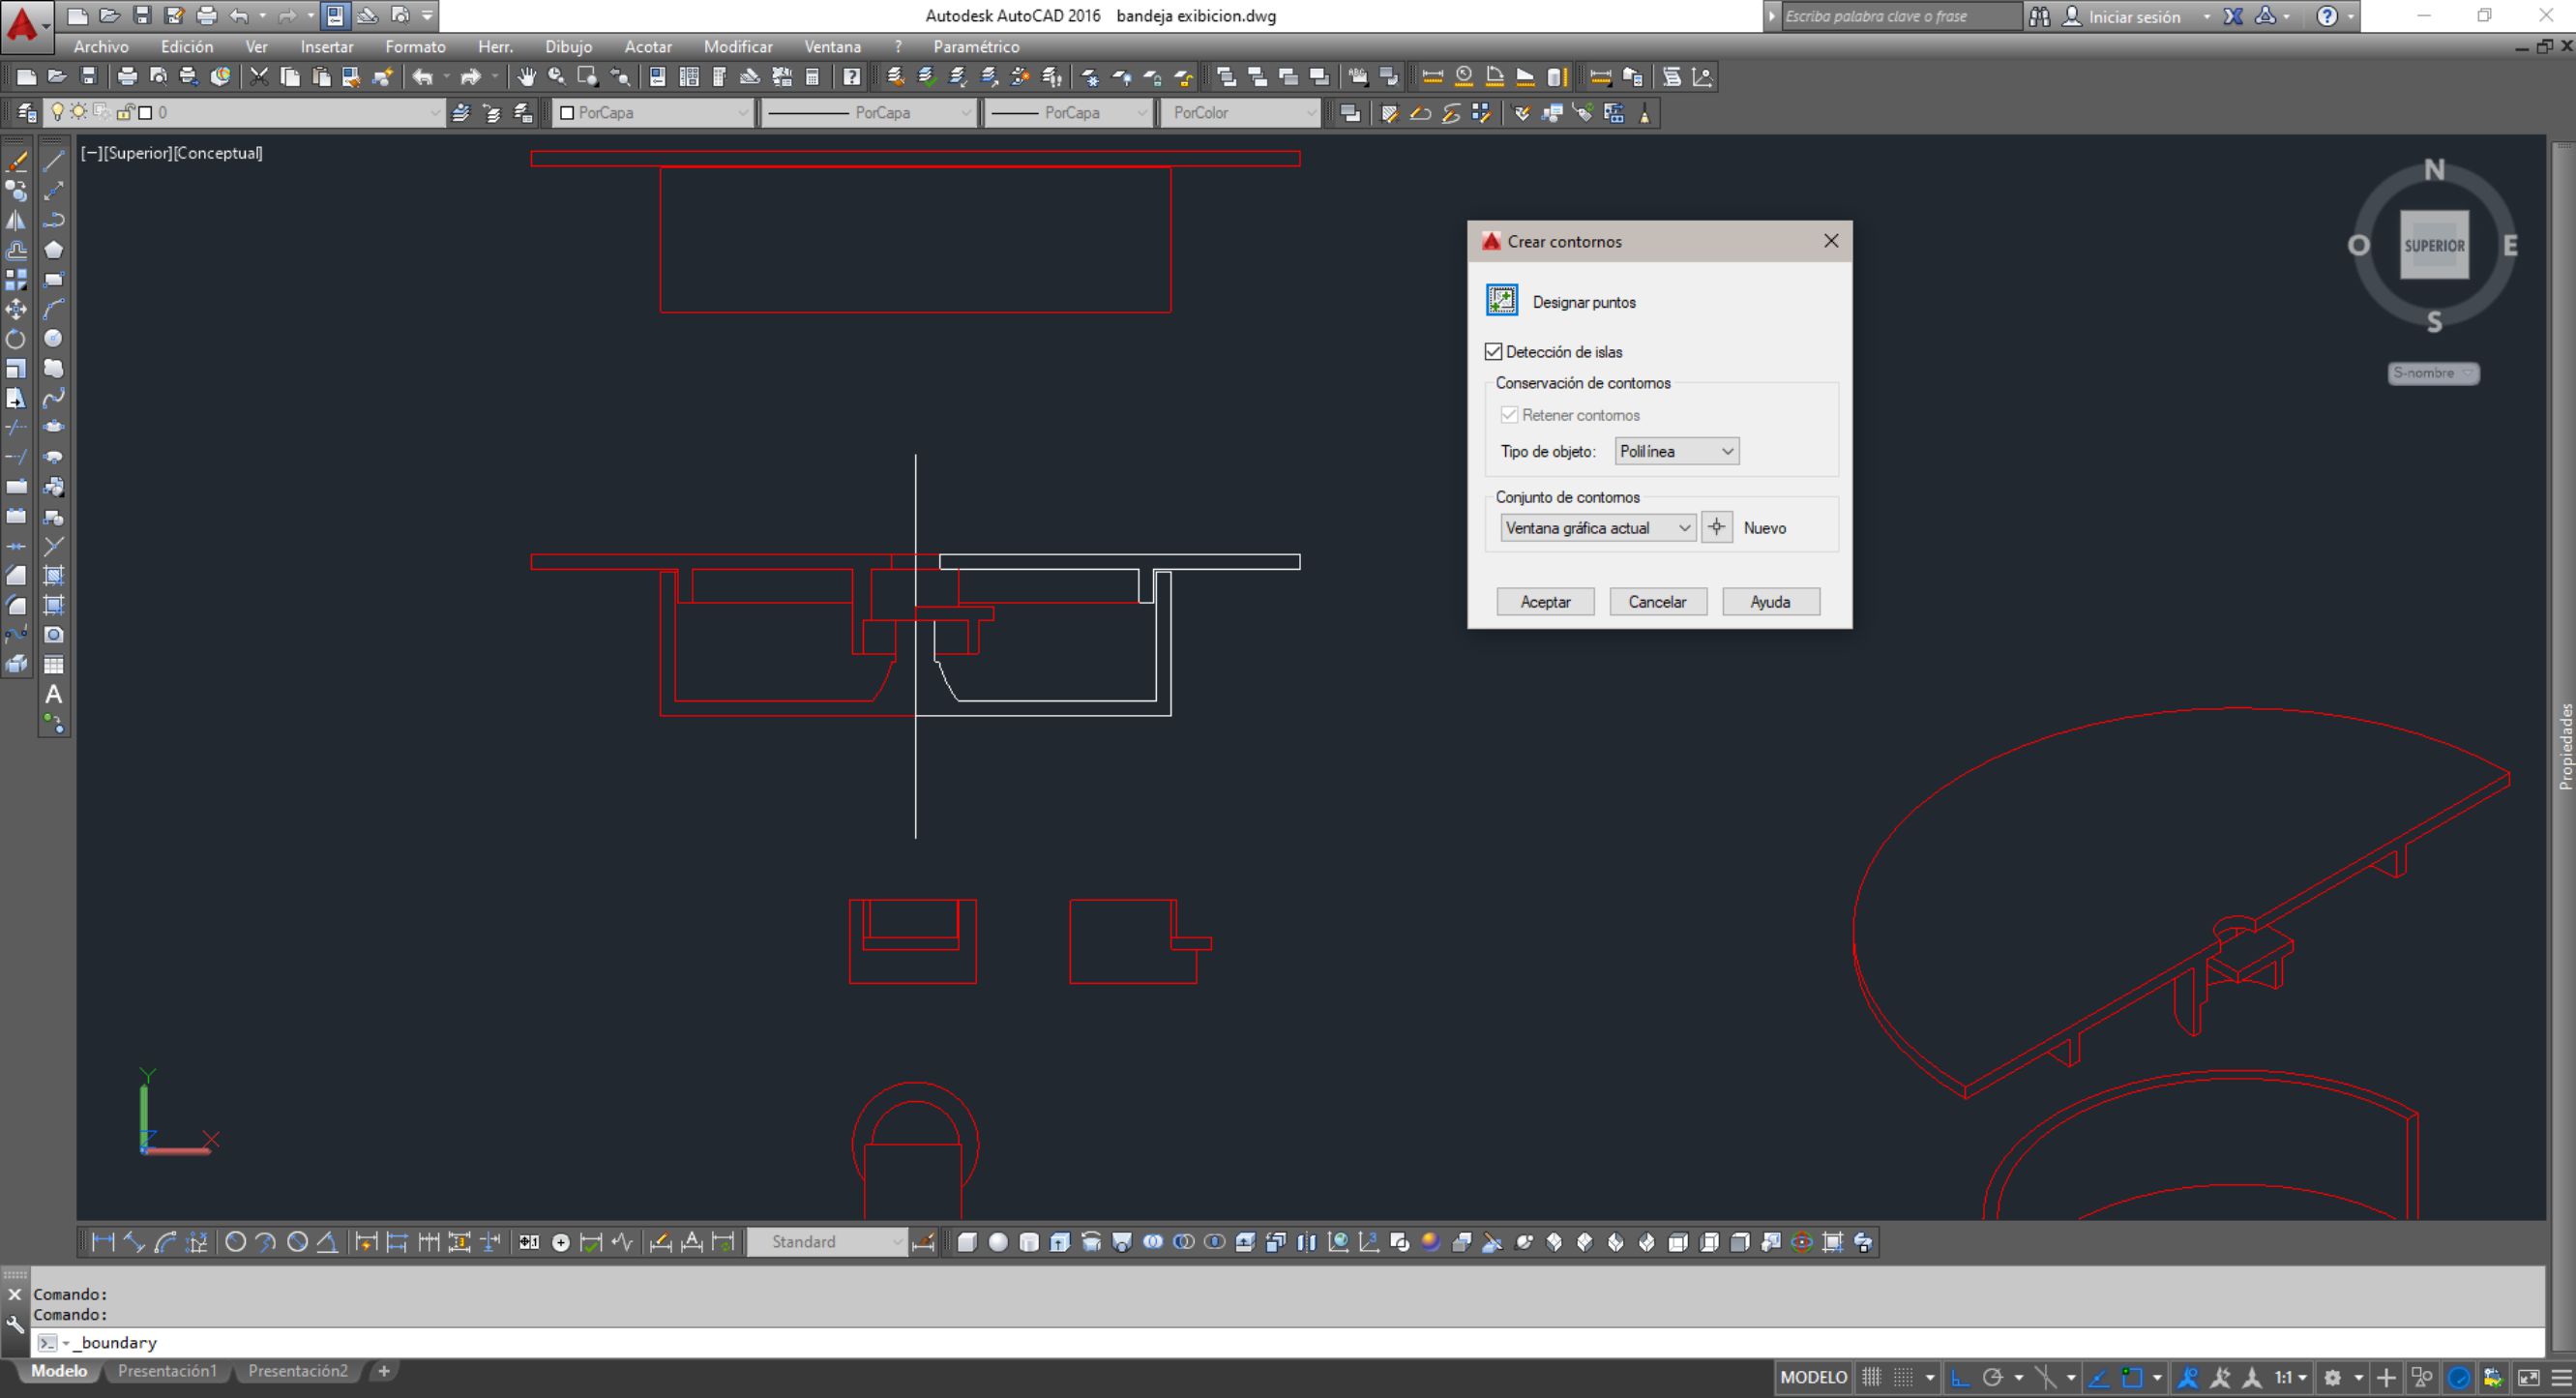 Autodesk AutoCAD 2016 bandeja exibicion.dwg
Escriba palabra clave o frase
Iniciar sesión
Archivo Edición Ver Insertar Formato Herr. Dibujo Acotar Modificar Ventana ? Paramétrico
0 PorCapa PorCapa PorCapa PorColor
[−][Superior][Conceptual]
N
O SUPERIOR E
S
S-nombre
Crear contornos
Designar puntos
Detección de islas
Conservación de contornos
Retener contornos
Tipo de objeto: Polilínea
Conjunto de contornos
Ventana gráfica actual Nuevo
Aceptar Cancelar Ayuda
Propiedades
A
Y
Z X
Standard
Comando:
Comando:
_boundary
Modelo Presentación1 Presentación2 +
MODELO 1:1